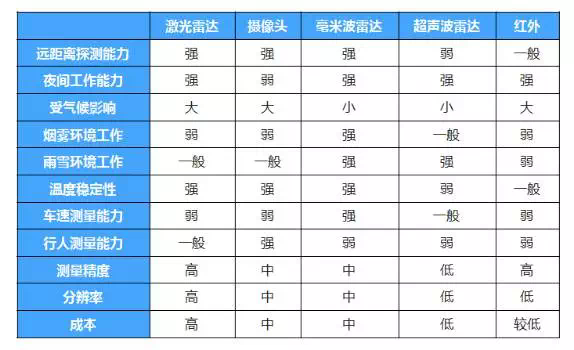 激光雷达 摄像头 毫米波雷达 超声波雷达 红外
远距离探测能力 强 强 强 弱 一般
夜间工作能力 强 弱 强 强 强
受气候影响 大 大 小 小 大
烟雾环境工作 弱 弱 强 一般 弱
雨雪环境工作 一般 一般 强 强 弱
温度稳定性 强 强 强 弱 一般
车速测量能力 弱 弱 强 一般 弱
行人测量能力 一般 强 弱 弱 弱
测量精度 高 中 中 低 高
分辨率 高 中 中 低 低
成本 高 中 中 低 较低